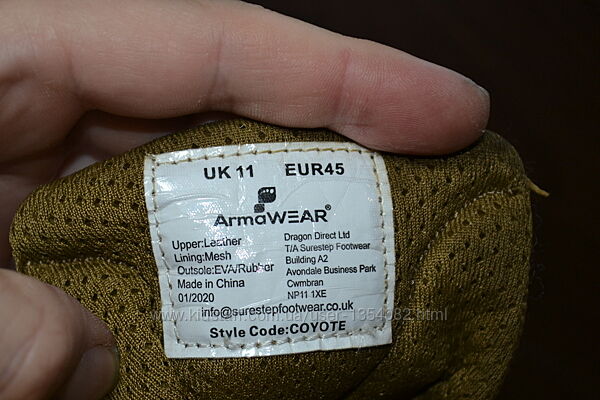 UK 11 EUR45
ArmaWEAR®
Upper:Leather
Lining:Mesh
Outsole:EVA/Rubber
Made in China
01/2020
Dragon Direct Ltd
T/A Surestep Footwear
Building A2
Avondale Business Park
Cwmbran
NP11 1XE
info@surestepfootwear.co.uk
Style Code:COYOTE